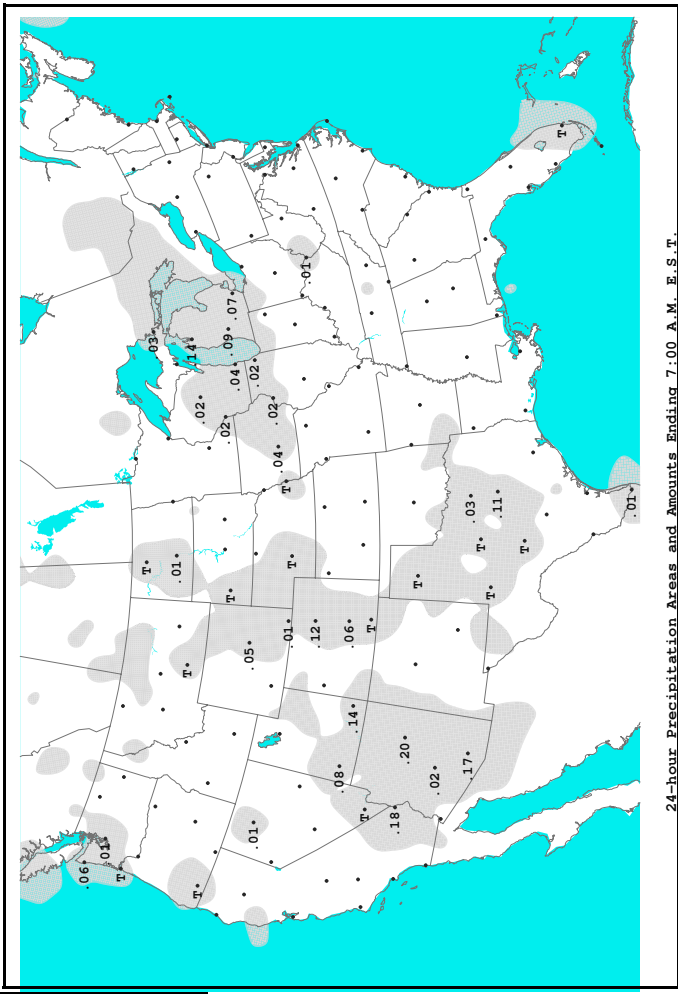 .06
.01
T
T
.01
.18
T
.08
.17
.02
.20
.14
T
.05
.01
.12
.06
T
T
.01
T
T
T
T
T
T
.03
.11
.01
T
.04
.02
.02
.02
.04
.02
.03
.14
.09
.07
.01
T
24-hour Precipitation Areas and Amounts Ending 7:00 A.M. E.S.T.